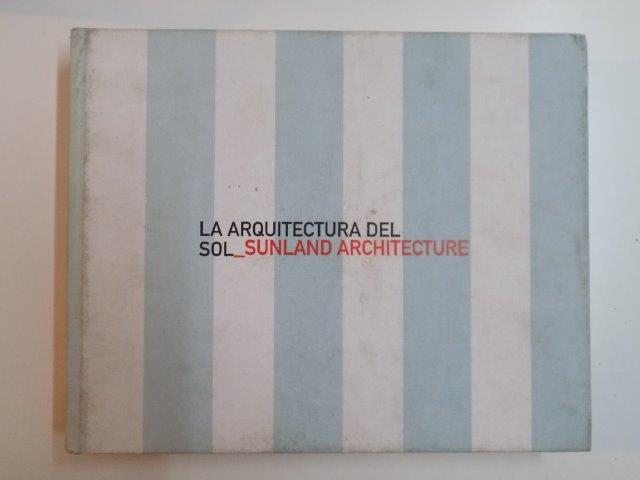 LA ARQUITECTURA DEL
SOL_SUNLAND ARCHITECTURE